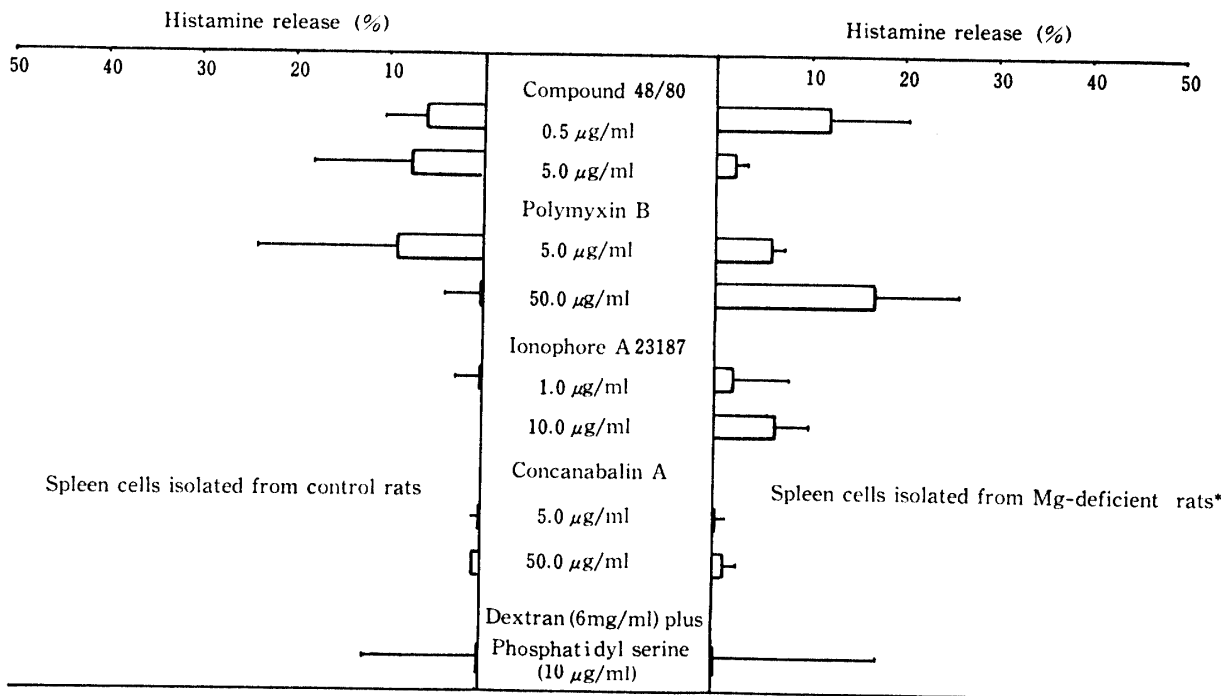 Histamine release (%)
Histamine release (%)
50 40 30 20 10
10 20 30 40 50
Compound 48/80
0.5 μg/ml
5.0 μg/ml
Polymyxin B
5.0 μg/ml
50.0 μg/ml
Ionophore A 23187
1.0 μg/ml
10.0 μg/ml
Concanabalin A
Spleen cells isolated from control rats
Spleen cells isolated from Mg-deficient rats*
5.0 μg/ml
50.0 μg/ml
Dextran (6mg/ml) plus
Phosphatidyl serine
(10 μg/ml)